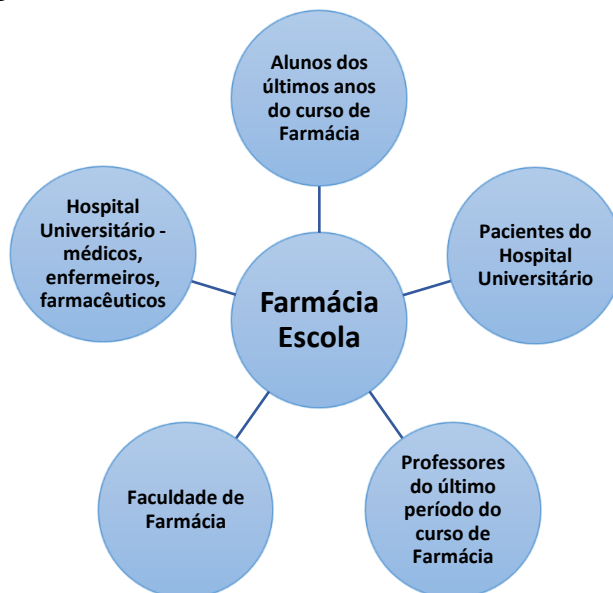 Alunos dos
últimos anos
do curso de
Farmácia
Hospital
Universitário -
médicos,
enfermeiros,
farmacêuticos
Pacientes do
Hospital
Universitário
Farmácia
Escola
Faculdade de
Farmácia
Professores
do último
período do
curso de
Farmácia